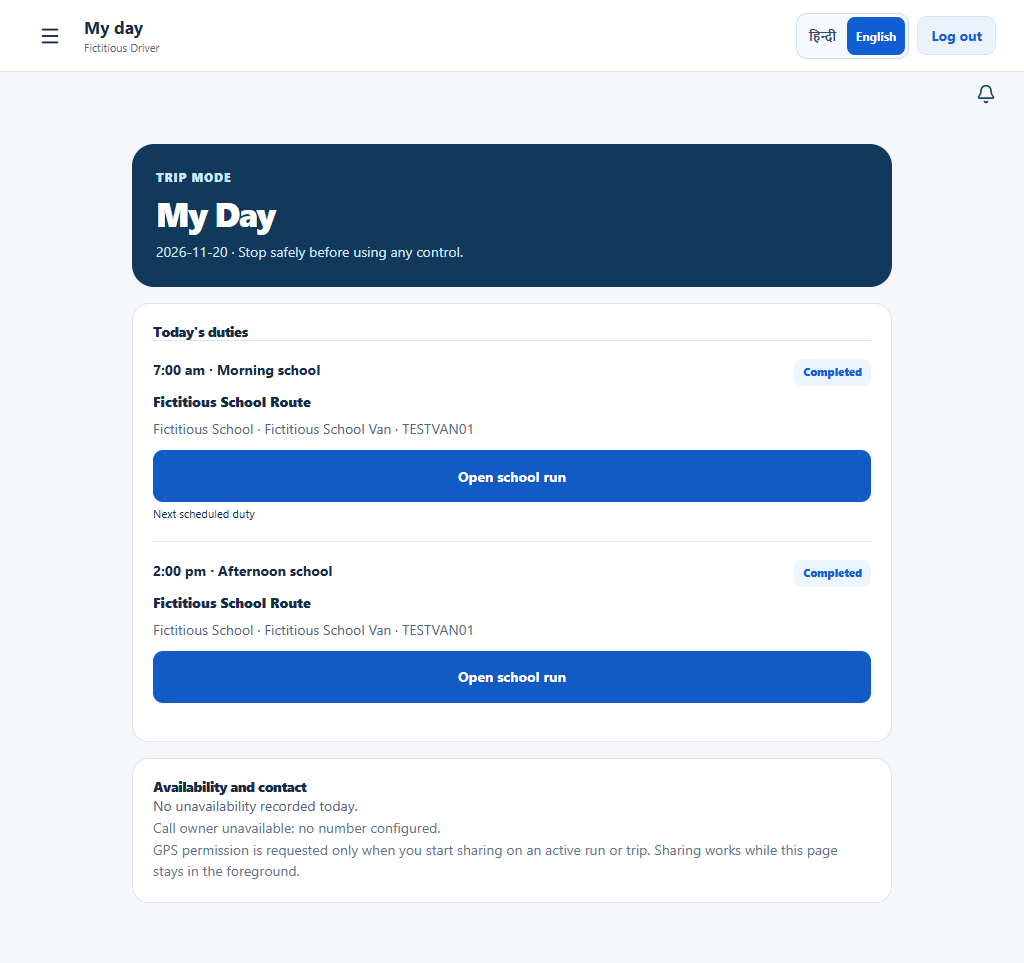 My day
Fictitious Driver
हिन्दी
English
Log out
TRIP MODE
My Day
2026-11-20 · Stop safely before using any control.
Today's duties
7:00 am · Morning school
Completed
Fictitious School Route
Fictitious School · Fictitious School Van · TESTVAN01
Open school run
Next scheduled duty
2:00 pm · Afternoon school
Completed
Fictitious School Route
Fictitious School · Fictitious School Van · TESTVAN01
Open school run
Availability and contact
No unavailability recorded today.
Call owner unavailable: no number configured.
GPS permission is requested only when you start sharing on an active run or trip. Sharing works while this page
stays in the foreground.